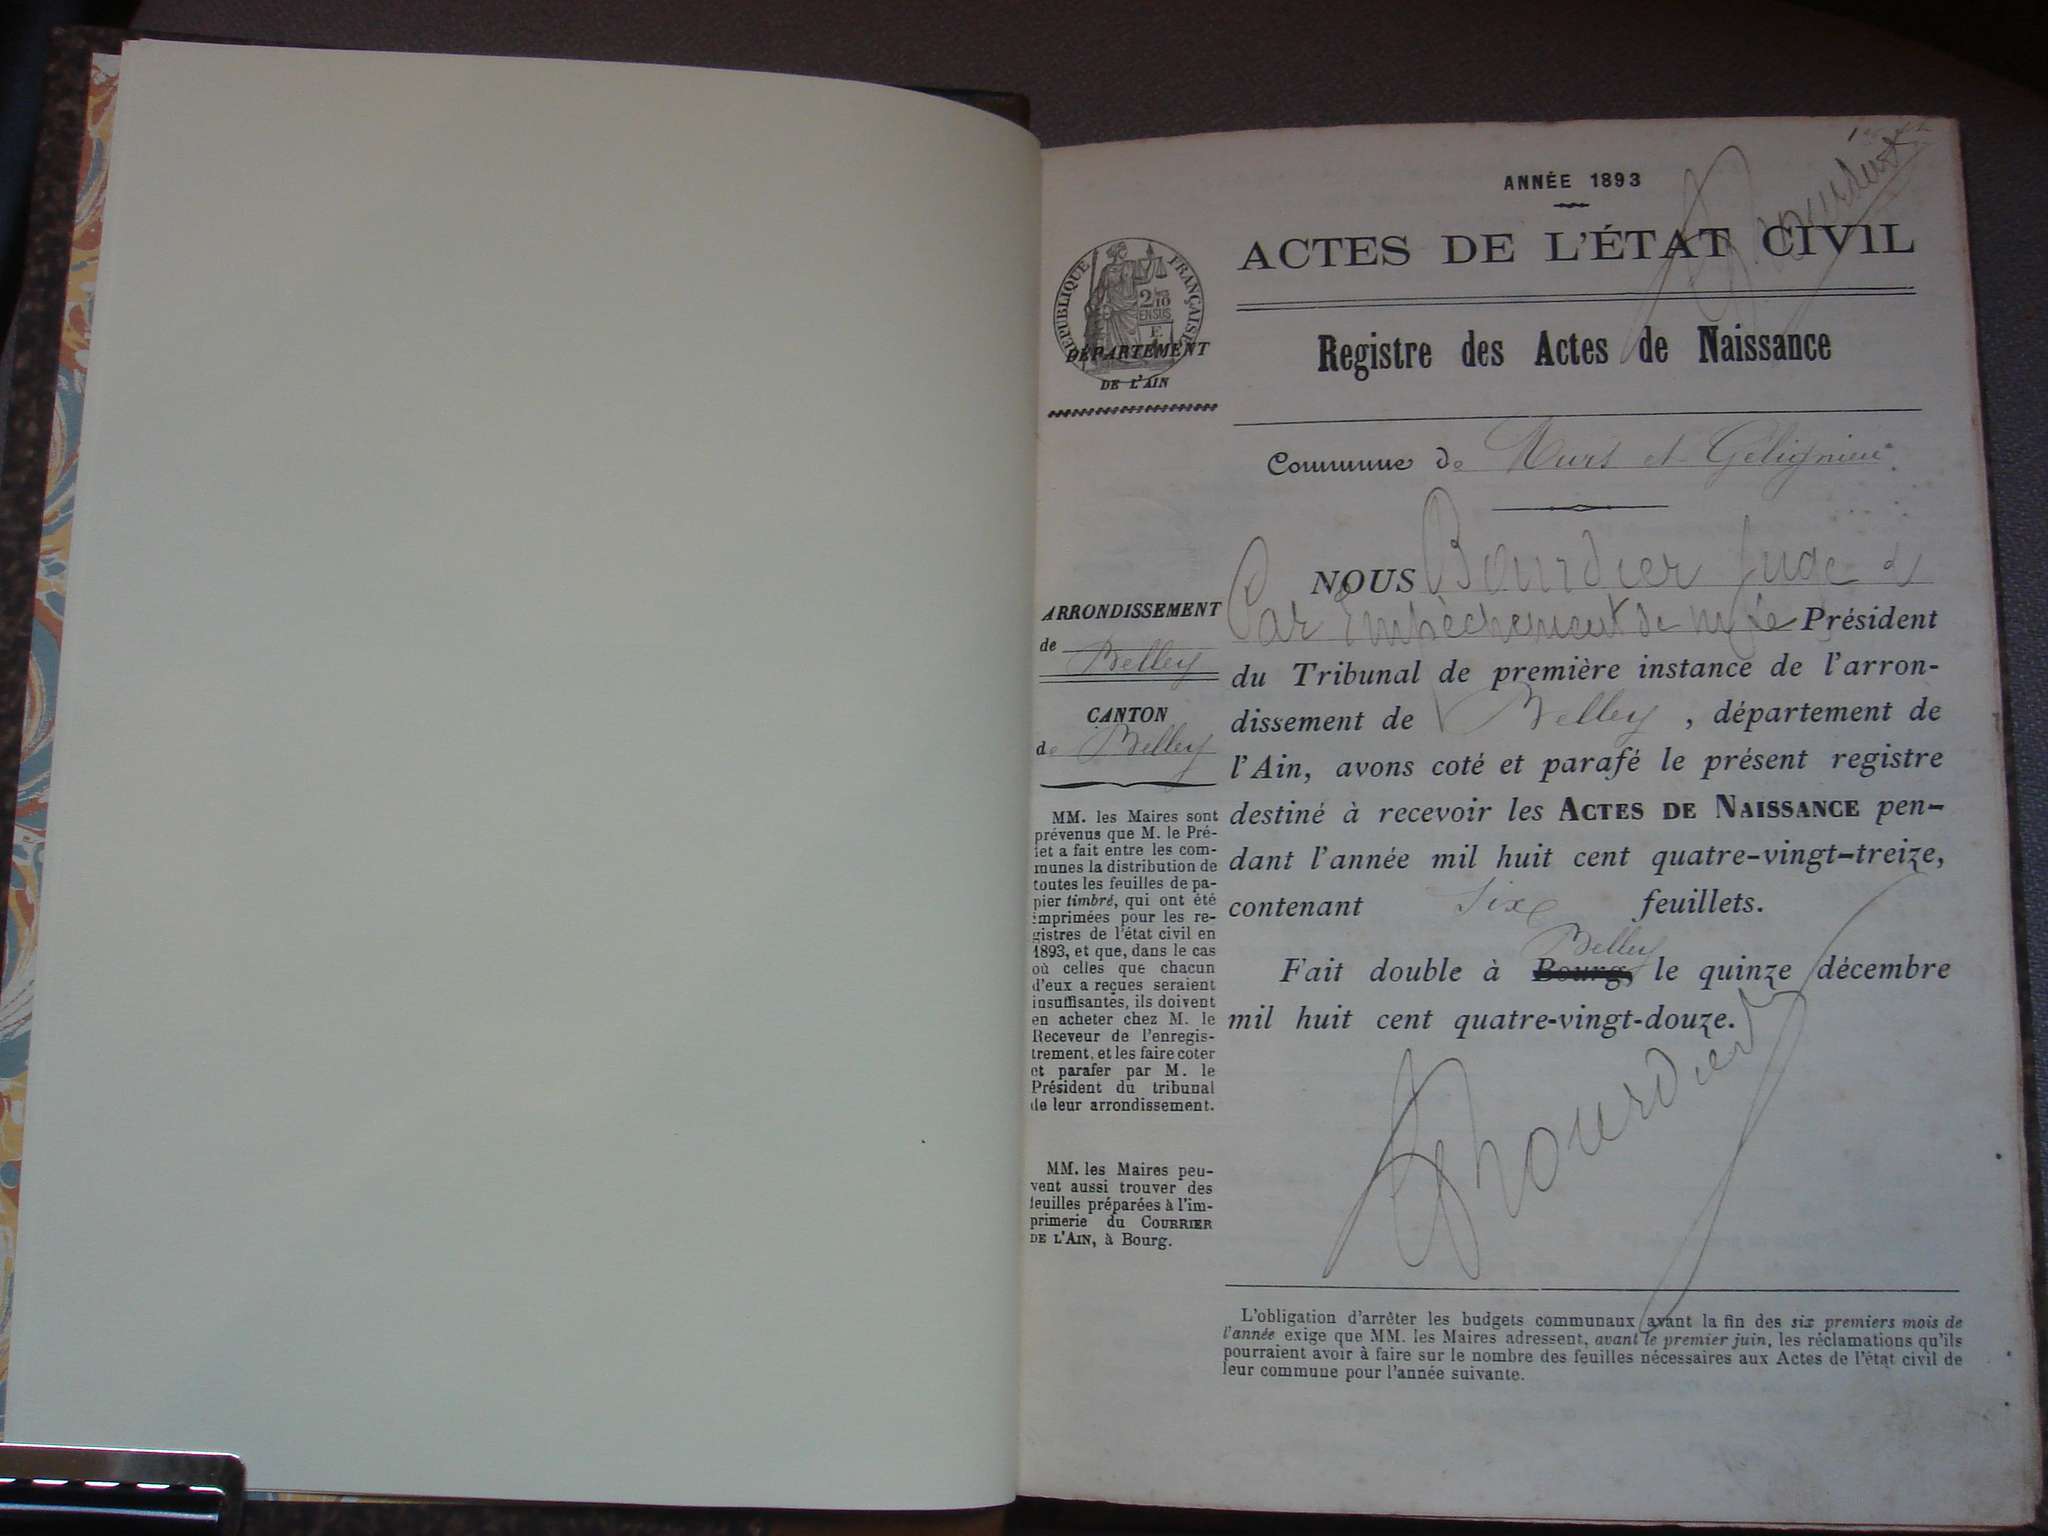 ANNÉE 1893
ACTES DE L'ÉTAT CIVIL
Registre des Actes de Naissance
RÉPUBLIQUE FRANÇAISE
DÉPARTEMENT
DE L'AIN
Commune de Murs et Gélignieu
ARRONDISSEMENT
de
Belley
CANTON
de Belley
MM. les Maires sont
prévenus que M. le Pré-
fet a fait entre les com-
munes la distribution de
toutes les feuilles de pa-
pier timbré, qui ont été
imprimées pour les re-
gistres de l'état civil en
1893, et que, dans le cas
où celles que chacun
d'eux a reçues seraient
insuffisantes, ils doivent
en acheter chez M. le
Receveur de l'enregis-
trement, et les faire coter
et parafer par M. le
Président du tribunal
de leur arrondissement.
MM. les Maires peu-
vent aussi trouver des
feuilles préparées à l'im-
primerie du COURRIER
DE L'AIN, à Bourg.
NOUS Bourdier Juge
Par Empêchement de M. Le Président
du Tribunal de première instance de l'arron-
dissement de Belley, département de
l'Ain, avons coté et parafé le présent registre
destiné à recevoir les ACTES DE NAISSANCE pen-
dant l'année mil huit cent quatre-vingt-treize,
contenant six feuillets.
Belley
Fait double à Bourg, le quinze décembre
mil huit cent quatre-vingt-douze.
Bourdier
L'obligation d'arrêter les budgets communaux avant la fin des six premiers mois de
l'année exige que MM. les Maires adressent, avant le premier juin, les réclamations qu'ils
pourraient avoir à faire sur le nombre des feuilles nécessaires aux Actes de l'état civil de
leur commune pour l'année suivante.